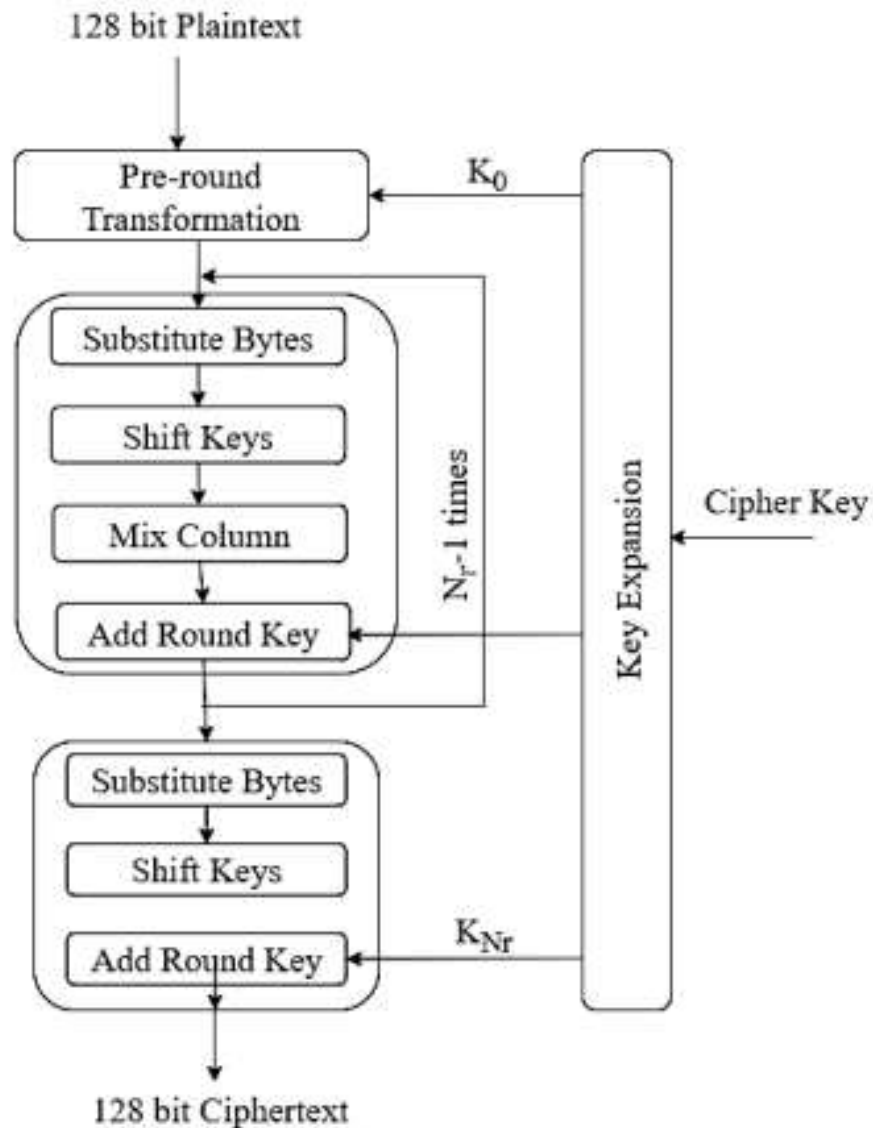 128 bit Plaintext
Pre-round
Transformation
K0
Substitute Bytes
Shift Keys
Mix Column
Add Round Key
Nr-1 times
Key Expansion
Cipher Key
Substitute Bytes
Shift Keys
Add Round Key
KNr
128 bit Ciphertext